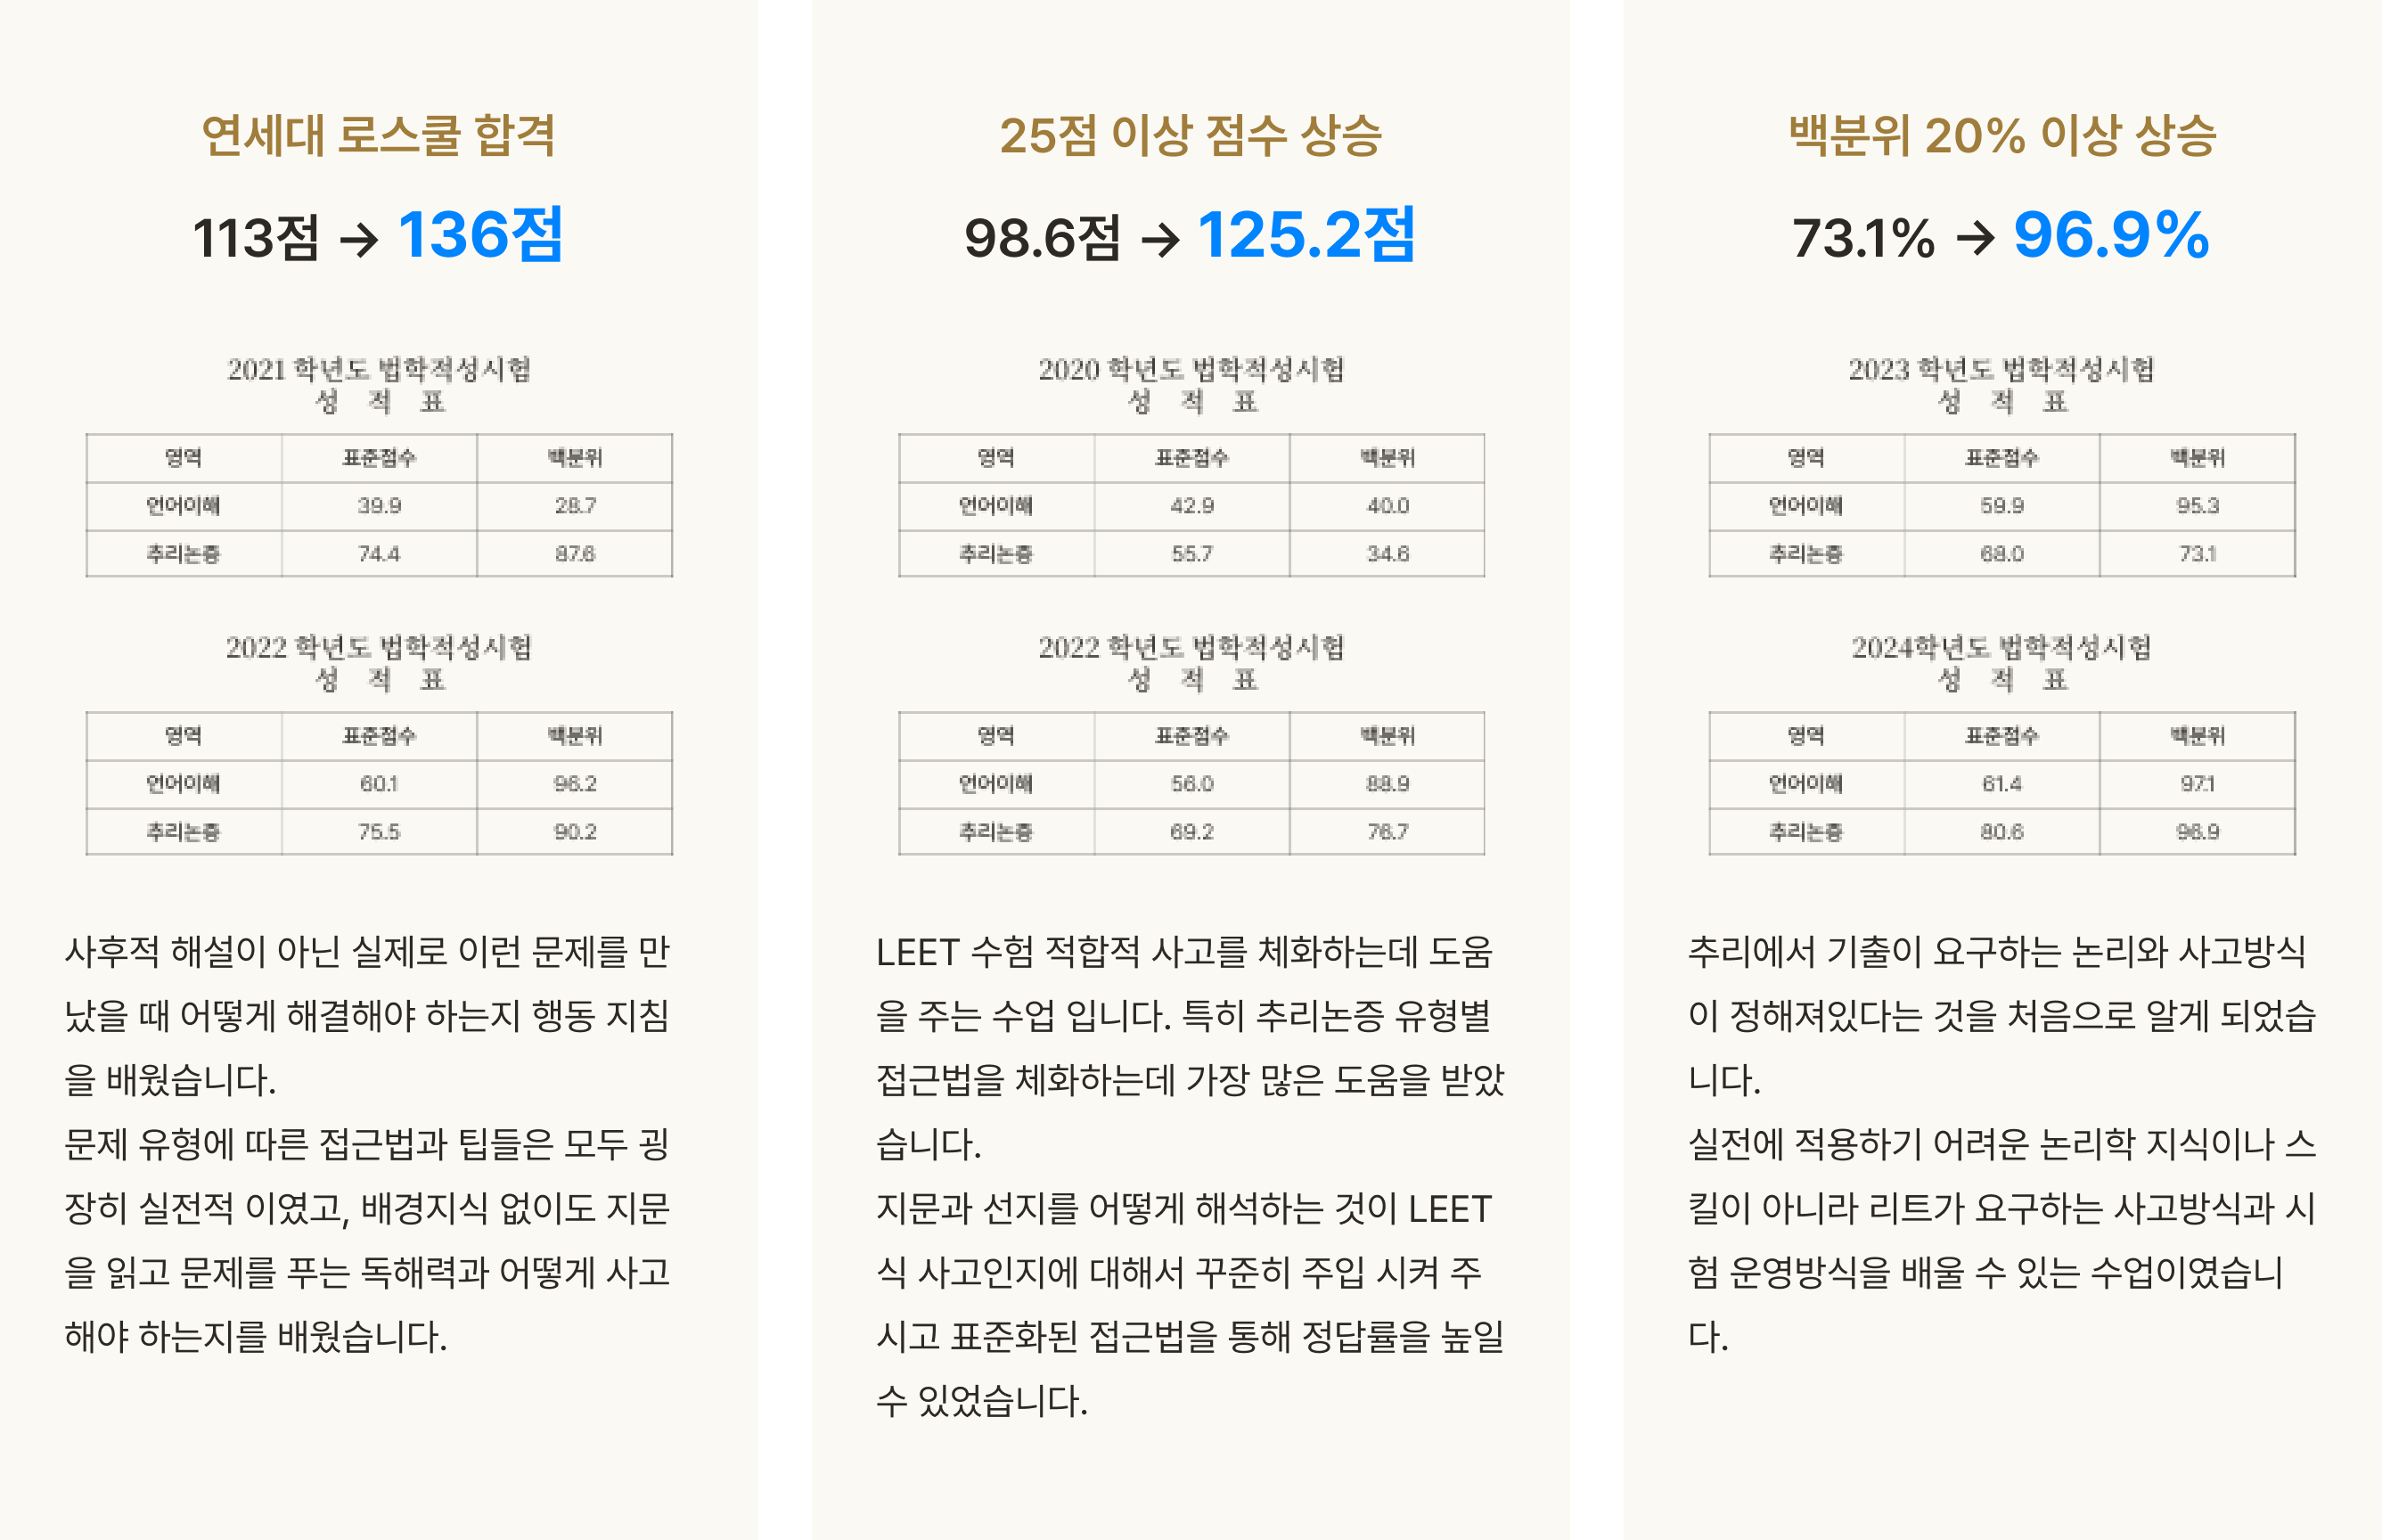 연세대 로스쿨 합격
113점 → 136점
2021 학년도 법학적성시험
성 적 표
영역 표준점수 백분위
언어이해 39.9 28.7
추리논증 74.4 87.6
2022 학년도 법학적성시험
성 적 표
영역 표준점수 백분위
언어이해 60.1 96.2
추리논증 75.5 90.2
사후적 해설이 아닌 실제로 이런 문제를 만
났을 때 어떻게 해결해야 하는지 행동 지침
을 배웠습니다.
문제 유형에 따른 접근법과 팁들은 모두 굉
장히 실전적 이였고, 배경지식 없이도 지문
을 읽고 문제를 푸는 독해력과 어떻게 사고
해야 하는지를 배웠습니다.
25점 이상 점수 상승
98.6점 → 125.2점
2020 학년도 법학적성시험
성 적 표
영역 표준점수 백분위
언어이해 42.9 40.0
추리논증 55.7 34.6
2022 학년도 법학적성시험
성 적 표
영역 표준점수 백분위
언어이해 56.0 88.9
추리논증 69.2 76.7
LEET 수험 적합적 사고를 체화하는데 도움
을 주는 수업 입니다. 특히 추리논증 유형별
접근법을 체화하는데 가장 많은 도움을 받았
습니다.
지문과 선지를 어떻게 해석하는 것이 LEET
식 사고인지에 대해서 꾸준히 주입 시켜 주
시고 표준화된 접근법을 통해 정답률을 높일
수 있었습니다.
백분위 20% 이상 상승
73.1% → 96.9%
2023 학년도 법학적성시험
성 적 표
영역 표준점수 백분위
언어이해 59.9 95.3
추리논증 68.0 73.1
2024학년도 법학적성시험
성 적 표
영역 표준점수 백분위
언어이해 61.4 97.1
추리논증 80.6 96.9
추리에서 기출이 요구하는 논리와 사고방식
이 정해져있다는 것을 처음으로 알게 되었습
니다.
실전에 적용하기 어려운 논리학 지식이나 스
킬이 아니라 리트가 요구하는 사고방식과 시
험 운영방식을 배울 수 있는 수업이였습니
다.